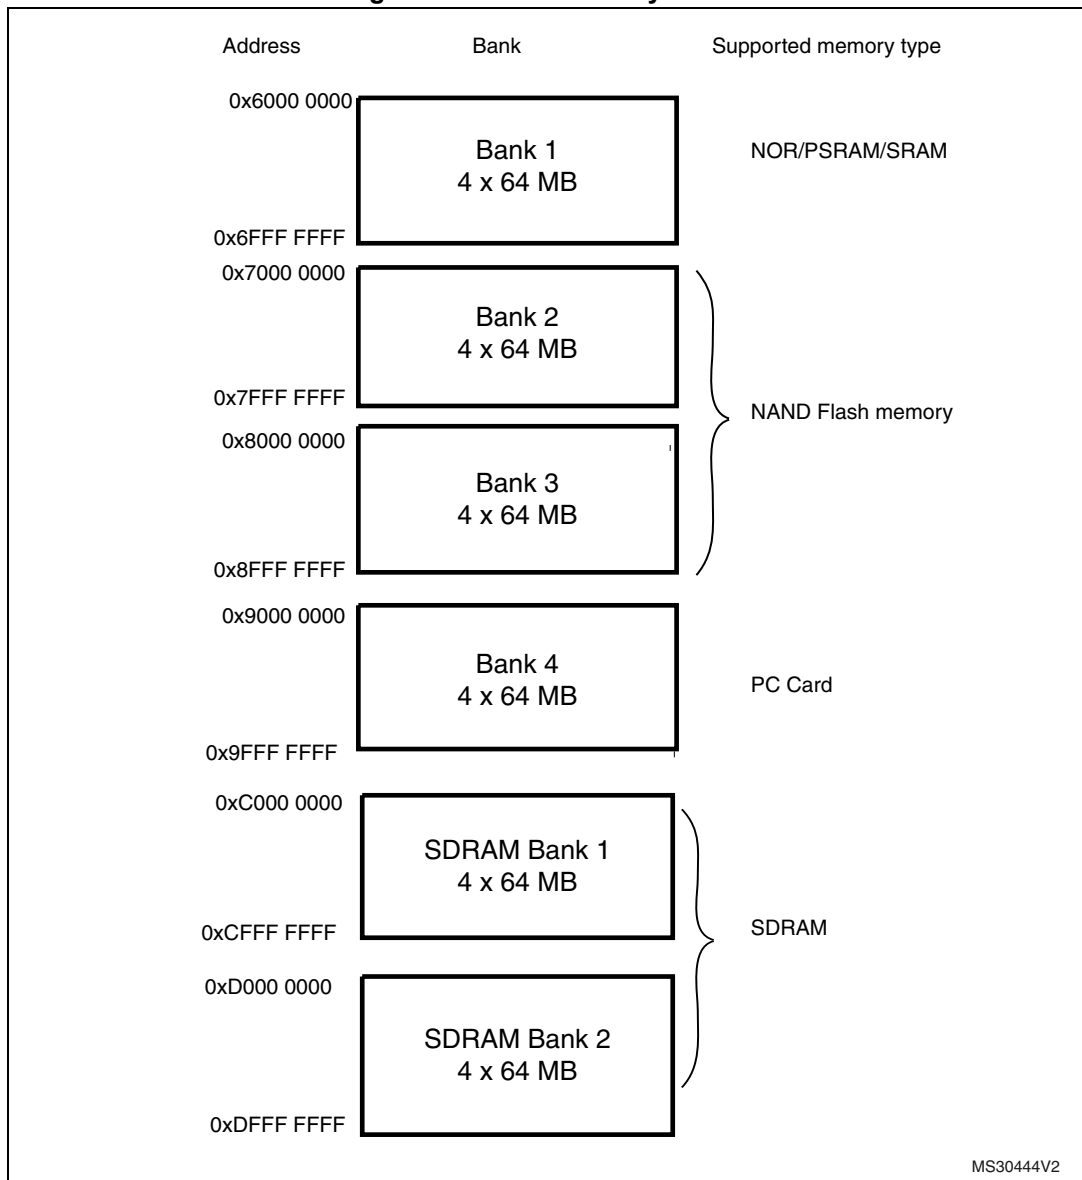 Address Bank Supported memory type
0x6000 0000
Bank 1
4 x 64 MB
NOR/PSRAM/SRAM
0x6FFF FFFF
0x7000 0000
Bank 2
4 x 64 MB
0x7FFF FFFF
NAND Flash memory
0x8000 0000
Bank 3
4 x 64 MB
0x8FFF FFFF
0x9000 0000
Bank 4
4 x 64 MB
PC Card
0x9FFF FFFF
0xC000 0000
SDRAM Bank 1
4 x 64 MB
0xCFFF FFFF
SDRAM
0xD000 0000
SDRAM Bank 2
4 x 64 MB
0xDFFF FFFF
MS30444V2